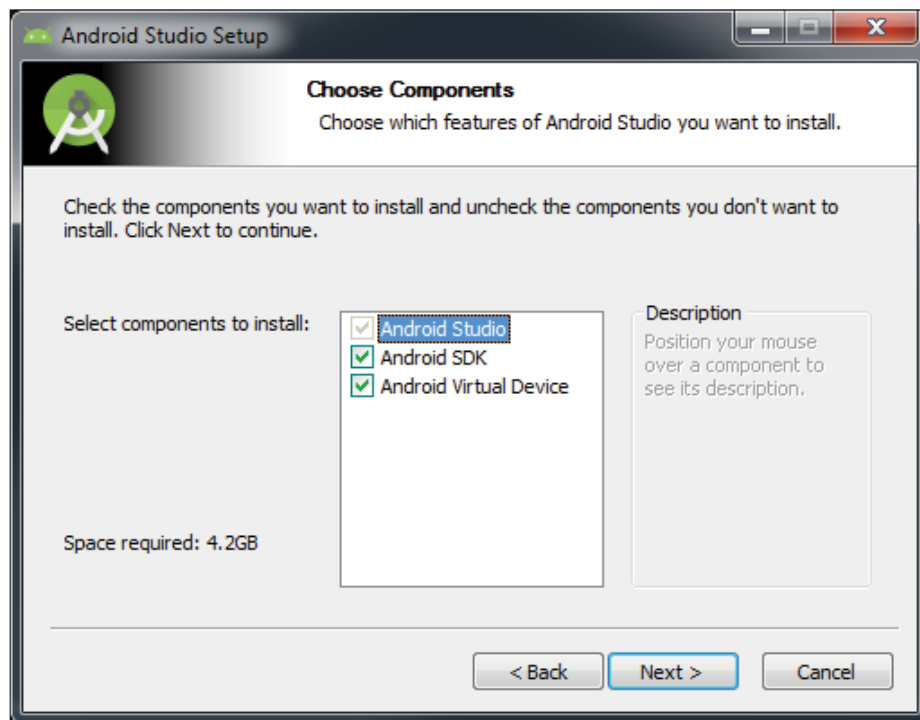 Android Studio Setup
Choose Components
Choose which features of Android Studio you want to install.
Check the components you want to install and uncheck the components you don't want to
install. Click Next to continue.
Select components to install:
Android Studio
Android SDK
Android Virtual Device
Description
Position your mouse
over a component to
see its description.
Space required: 4.2GB
< Back
Next >
Cancel